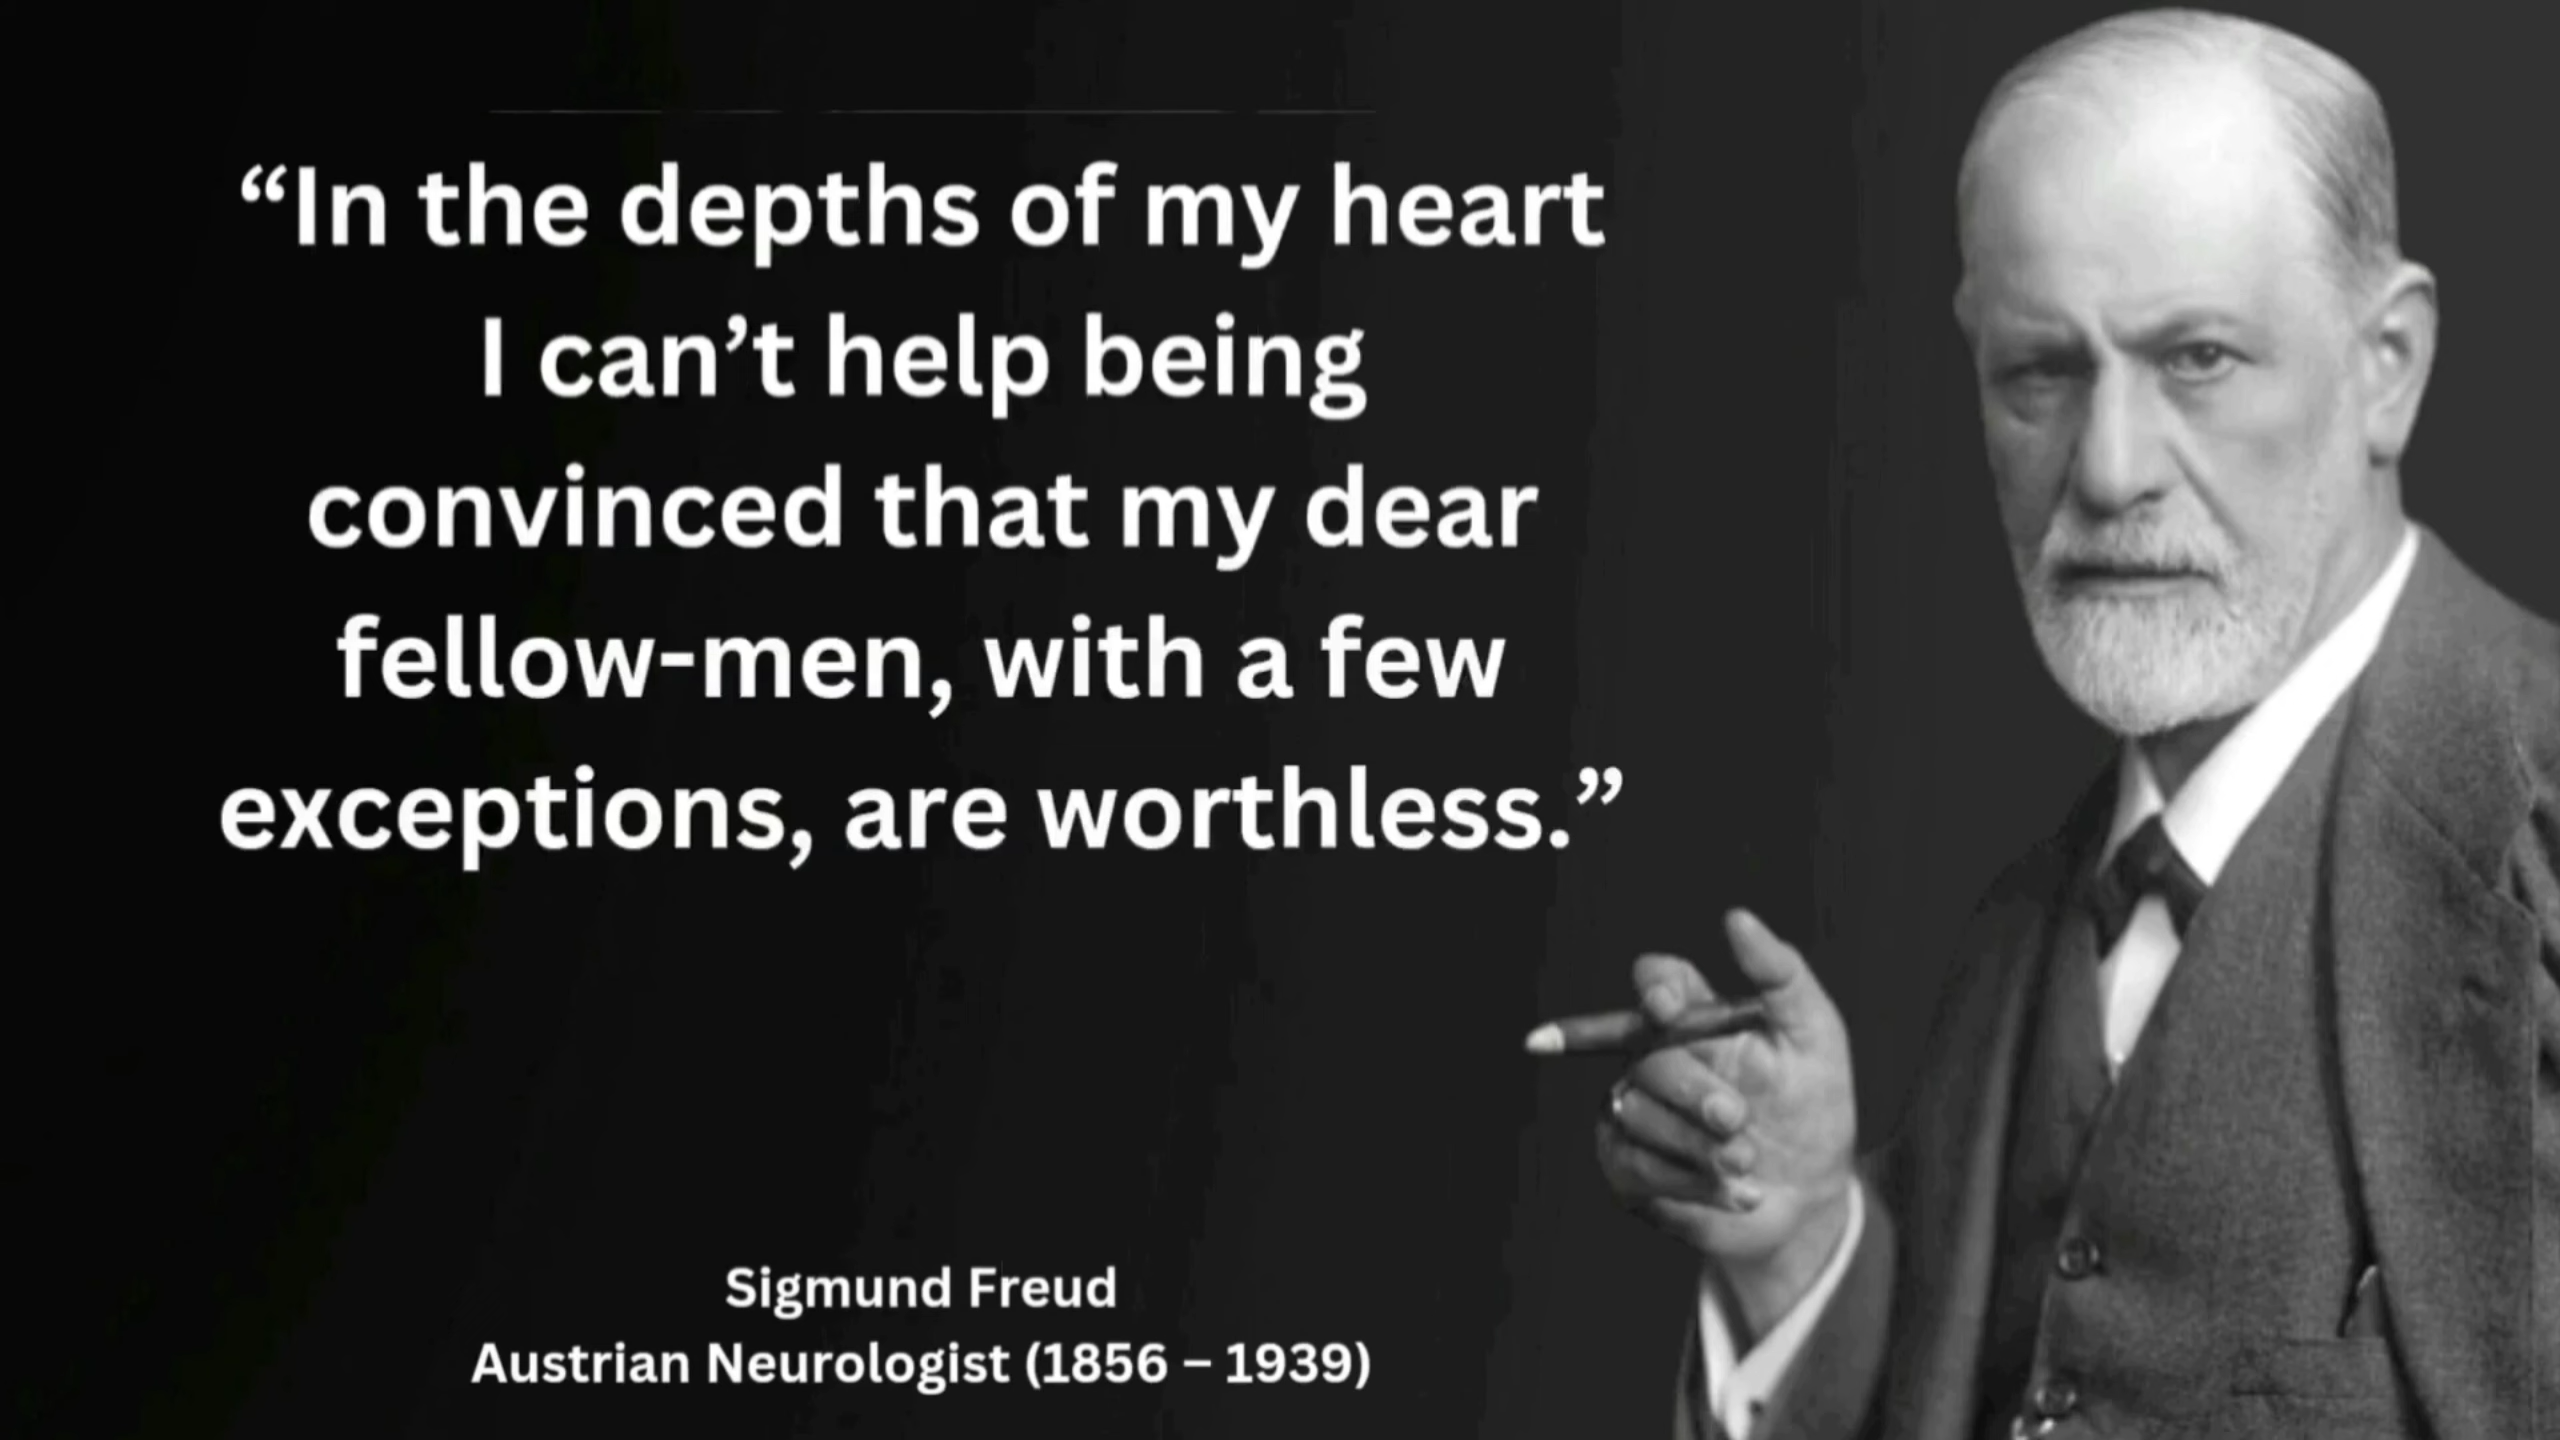 “In the depths of my heart
I can’t help being
convinced that my dear
fellow-men, with a few
exceptions, are worthless.”
Sigmund Freud
Austrian Neurologist (1856 – 1939)